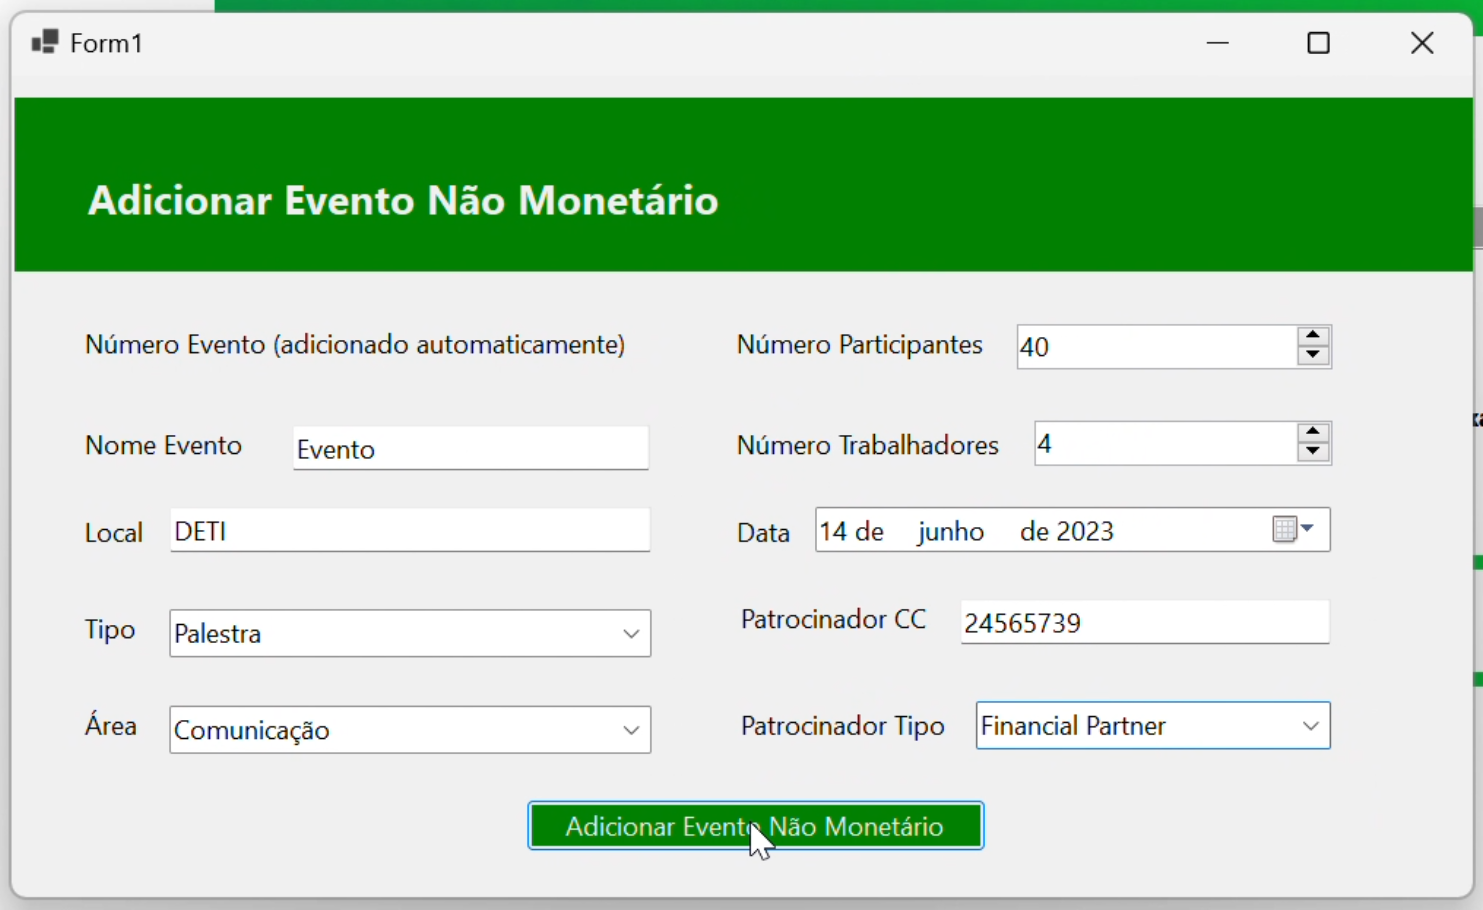 Form1
Adicionar Evento Não Monetário
Número Evento (adicionado automaticamente)
Número Participantes 40
Nome Evento Evento
Número Trabalhadores 4
Local DETI
Data 14 de junho de 2023
Tipo Palestra
Patrocinador CC 24565739
Área Comunicação
Patrocinador Tipo Financial Partner
Adicionar Evento Não Monetário